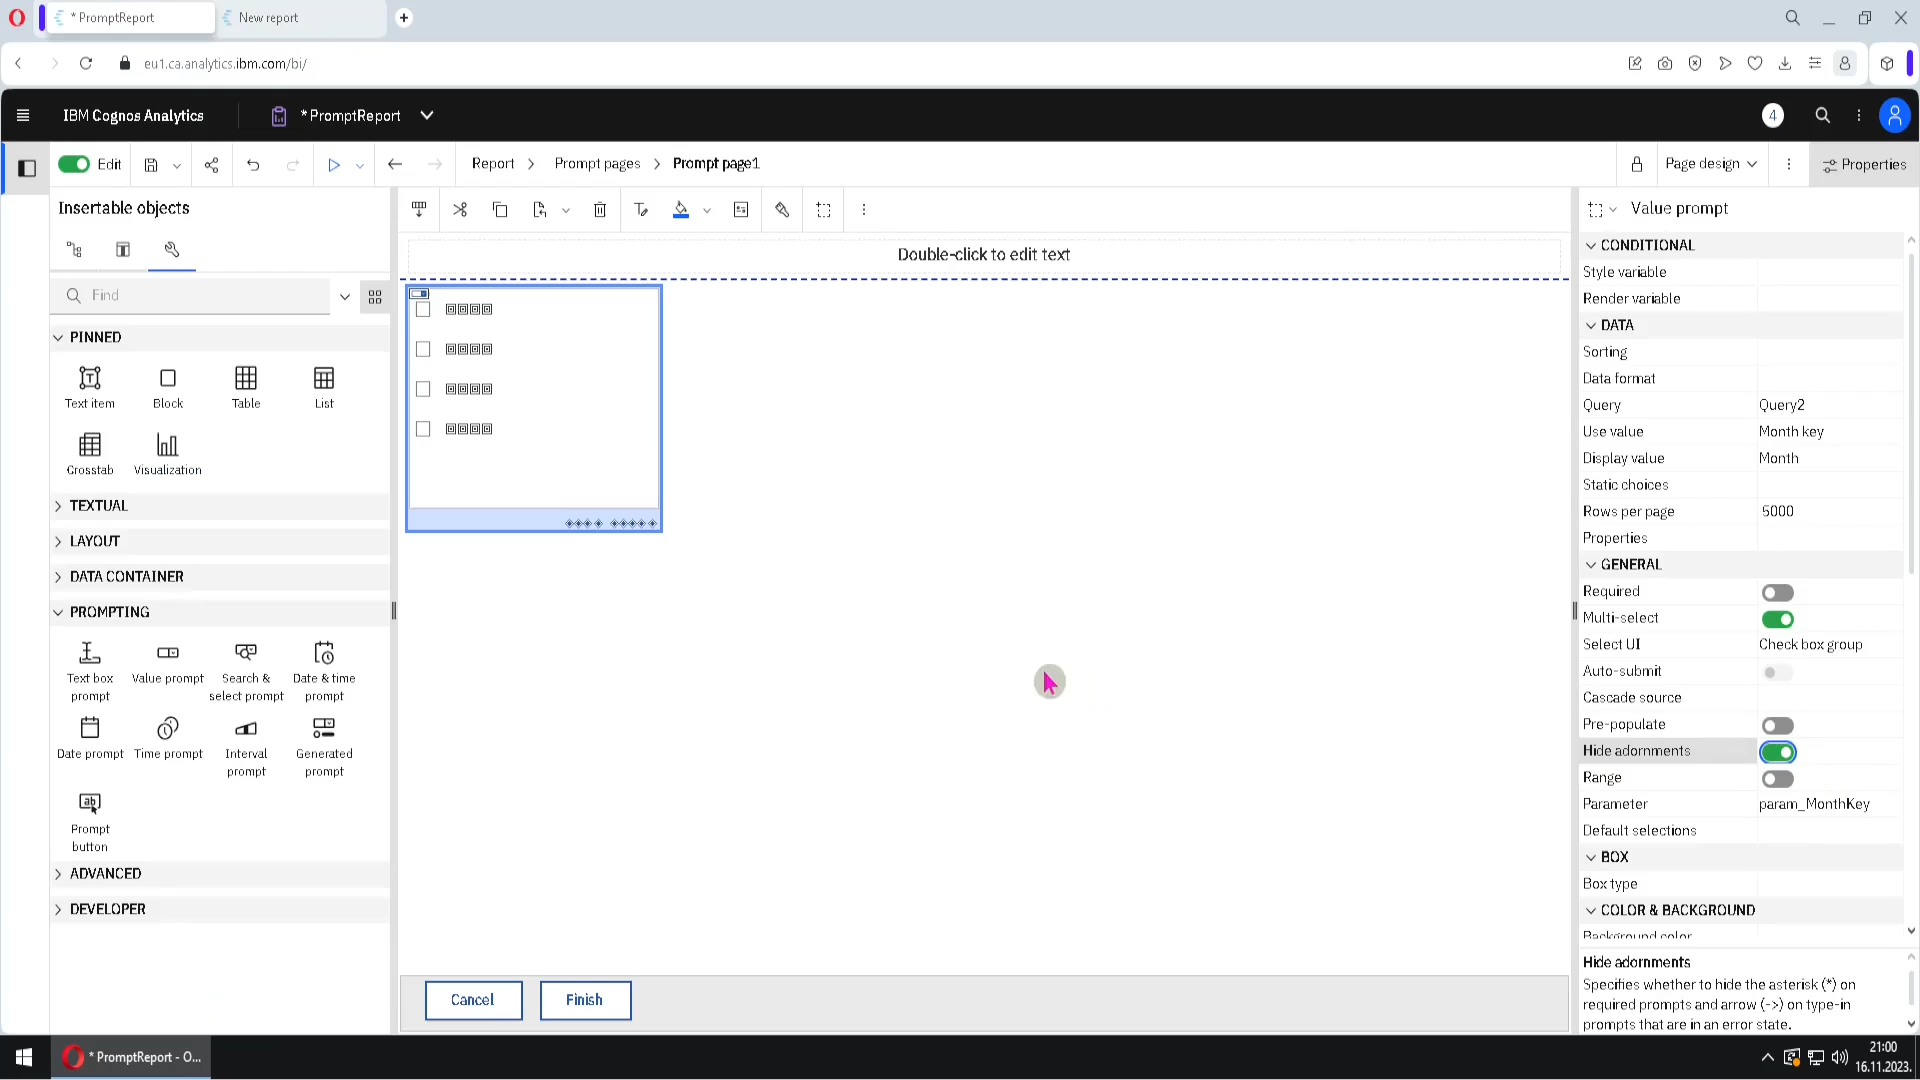 * PromptReport
New report
eu1.ca.analytics.ibm.com/bi/
IBM Cognos Analytics
* PromptReport
4
Edit
Report
Prompt pages
Prompt page1
Page design
Properties
Insertable objects
Find
PINNED
Text item
Block
Table
List
Crosstab
Visualization
TEXTUAL
LAYOUT
DATA CONTAINER
PROMPTING
Text box prompt
Value prompt
Search & select prompt
Date & time prompt
Date prompt
Time prompt
Interval prompt
Generated prompt
Prompt button
ADVANCED
DEVELOPER
Double-click to edit text
Cancel
Finish
Value prompt
CONDITIONAL
Style variable
Render variable
DATA
Sorting
Data format
Query Query2
Use value Month key
Display value Month
Static choices
Rows per page 5000
Properties
GENERAL
Required
Multi-select
Select UI Check box group
Auto-submit
Cascade source
Pre-populate
Hide adornments
Range
Parameter param_MonthKey
Default selections
BOX
Box type
COLOR & BACKGROUND
Background color
Hide adornments
Specifies whether to hide the asterisk (*) on
required prompts and arrow (->) on type-in
prompts that are in an error state.
* PromptReport - O...
21:00
16.11.2023.